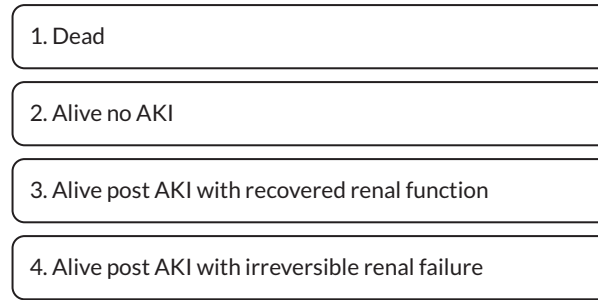 1. Dead
2. Alive no AKI
3. Alive post AKI with recovered renal function
4. Alive post AKI with irreversible renal failure